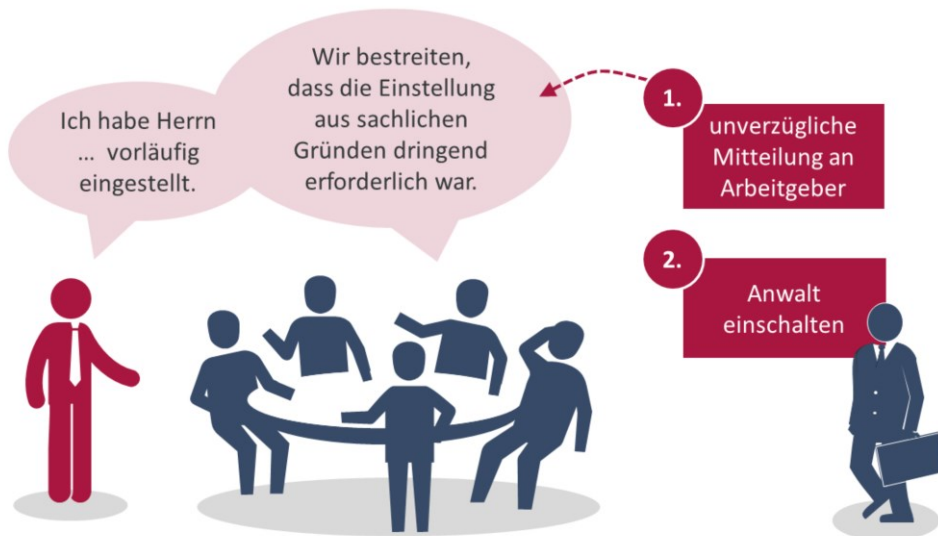 Ich habe Herrn
... vorläufig
eingestellt.
Wir bestreiten,
dass die Einstellung
aus sachlichen
Gründen dringend
erforderlich war.
1.
unverzügliche
Mitteilung an
Arbeitgeber
2.
Anwalt
einschalten